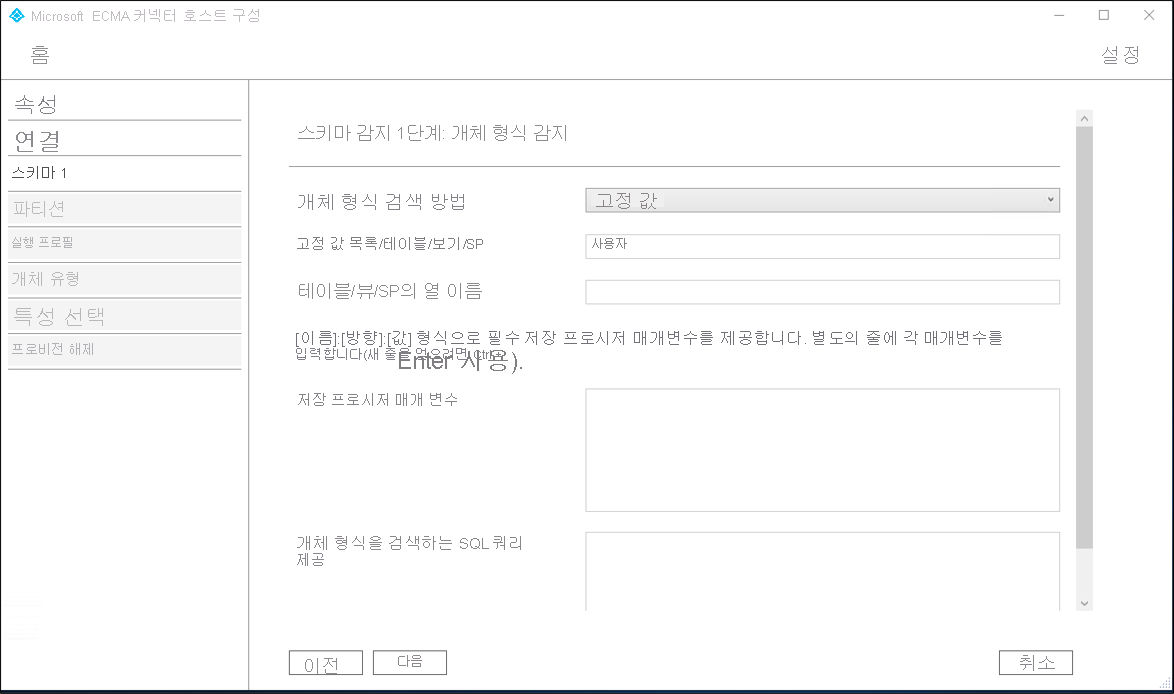 Microsoft ECMA 커넥터 호스트 구성
홈
설정
속성
연결
스키마 1
파티션
실행 프로필
개체 유형
특성 선택
프로비전 해제
스키마 감지 1단계: 개체 형식 감지
개체 형식 검색 방법
고정 값
고정 값 목록/테이블/보기/SP
사용자
테이블/뷰/SP의 열 이름
[이름]:[방향]:[값] 형식으로 필수 저장 프로시저 매개변수를 제공합니다. 별도의 줄에 각 매개변수를
입력합니다(새 줄을 얻으려면 Ctrl+
Enter 사용).
저장 프로시저 매개 변수
개체 형식을 검색하는 SQL 쿼리
제공
이전
다음
취소